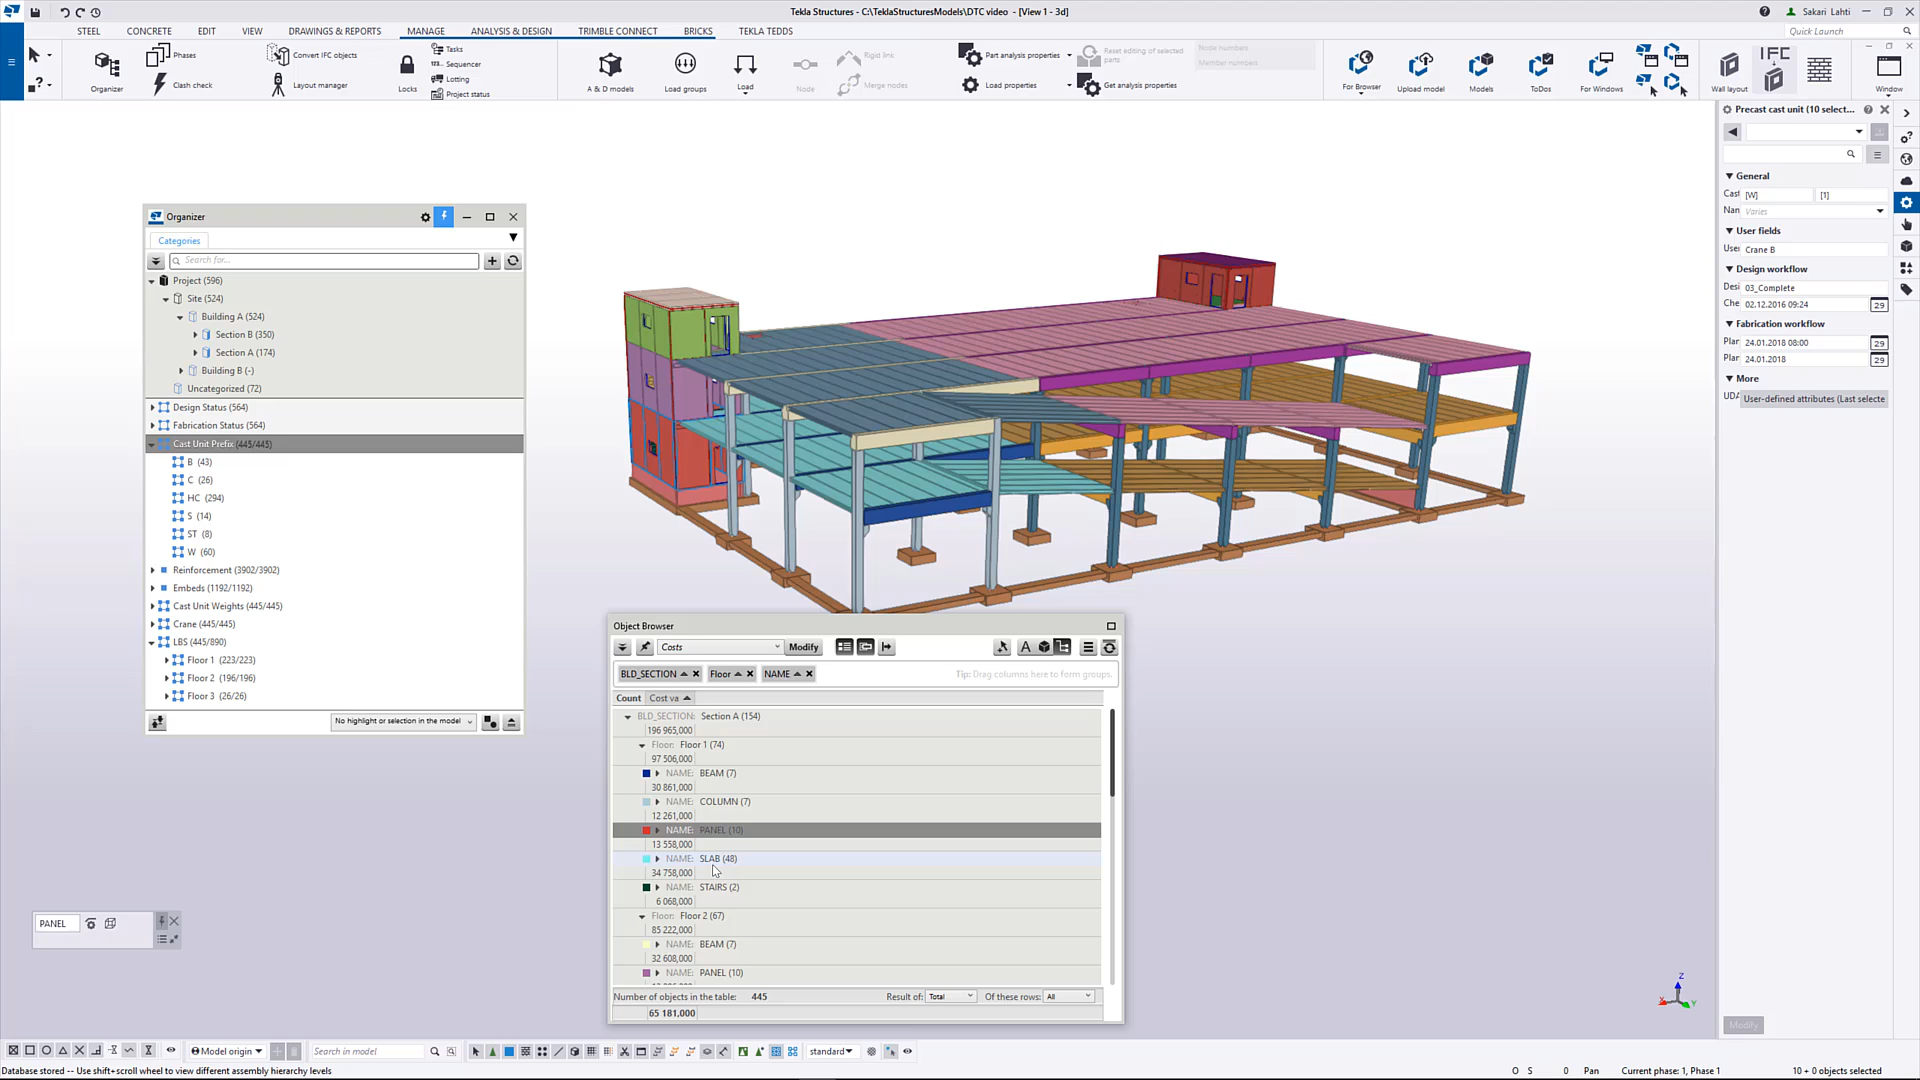 Tekla Structures - C:\TeklaStructuresModels\DTC video - [View 1 - 3d]
Sakari Lahti
STEEL CONCRETE EDIT VIEW DRAWINGS & REPORTS MANAGE ANALYSIS & DESIGN TRIMBLE CONNECT BRICKS TEKLA TEDDS
Quick Launch
Organizer
Phases
Clash check
Convert IFC objects
Layout manager
Locks
Tasks
Sequencer
Lotting
Project status
A & D models
Load groups
Load
Node
Rigid link
Merge nodes
Part analysis properties
Load properties
Reset editing of selected
parts
Get analysis properties
Node numbers
Member numbers
For Browser
Upload model
Models
ToDos
For Windows
Wall layout
IFC
Window
Organizer
Categories
Search for...
Project (596)
Site (524)
Building A (524)
Section B (350)
Section A (174)
Building B (-)
Uncategorized (72)
Design Status (564)
Fabrication Status (564)
Cast Unit Prefix (445/445)
B (43)
C (26)
HC (294)
S (14)
ST (8)
W (60)
Reinforcement (3902/3902)
Embeds (1192/1192)
Cast Unit Weights (445/445)
Crane (445/445)
LBS (445/890)
Floor 1 (223/223)
Floor 2 (196/196)
Floor 3 (26/26)
No highlight or selection in the model
PANEL
Object Browser
Costs
Modify
BLD_SECTION Floor NAME
Tip: Drag columns here to form groups.
Count Cost va
BLD_SECTION: Section A (154)
196 965,000
Floor: Floor 1 (74)
97 506,000
NAME: BEAM (7)
30 861,000
NAME: COLUMN (7)
12 261,000
NAME: PANEL (10)
13 558,000
NAME: SLAB (48)
34 758,000
NAME: STAIRS (2)
6 068,000
Floor: Floor 2 (67)
85 222,000
NAME: BEAM (7)
32 608,000
NAME: PANEL (10)
Number of objects in the table: 445
Result of: Total
Of these rows: All
65 181,000
Precast cast unit (10 select...
General
Cast [W] [1]
Nan Varies
User fields
User Crane B
Design workflow
Desi 03_Complete
Che 02.12.2016 09:24 29
Fabrication workflow
Plar 24.01.2018 08:00 29
Plar 24.01.2018 29
More
UDA User-defined attributes (Last selecte
Modify
Z
X
Y
Model origin
Search in model
standard
Database stored -- Use shift+scroll wheel to view different assembly hierarchy levels
O S 0 Pan Current phase: 1, Phase 1 10 + 0 objects selected